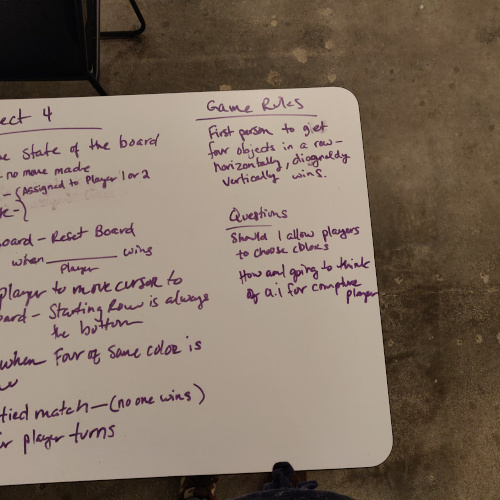 ect 4
e State of the board
- no move made
- (Assigned to Player 1 or 2
te -
oard - Reset Board
when ________ wins
Player
player to move cursor to
oard - Starting Row is always
the bottom
when Four of Same color is
w
tied match - (no one wins)
r player turns
Game Rules
First person to get
four objects in a row -
horizontally, diagonally
vertically wins.
Questions
Should I allow players
to choose colors
How am I going to think
of a.i for computer
player